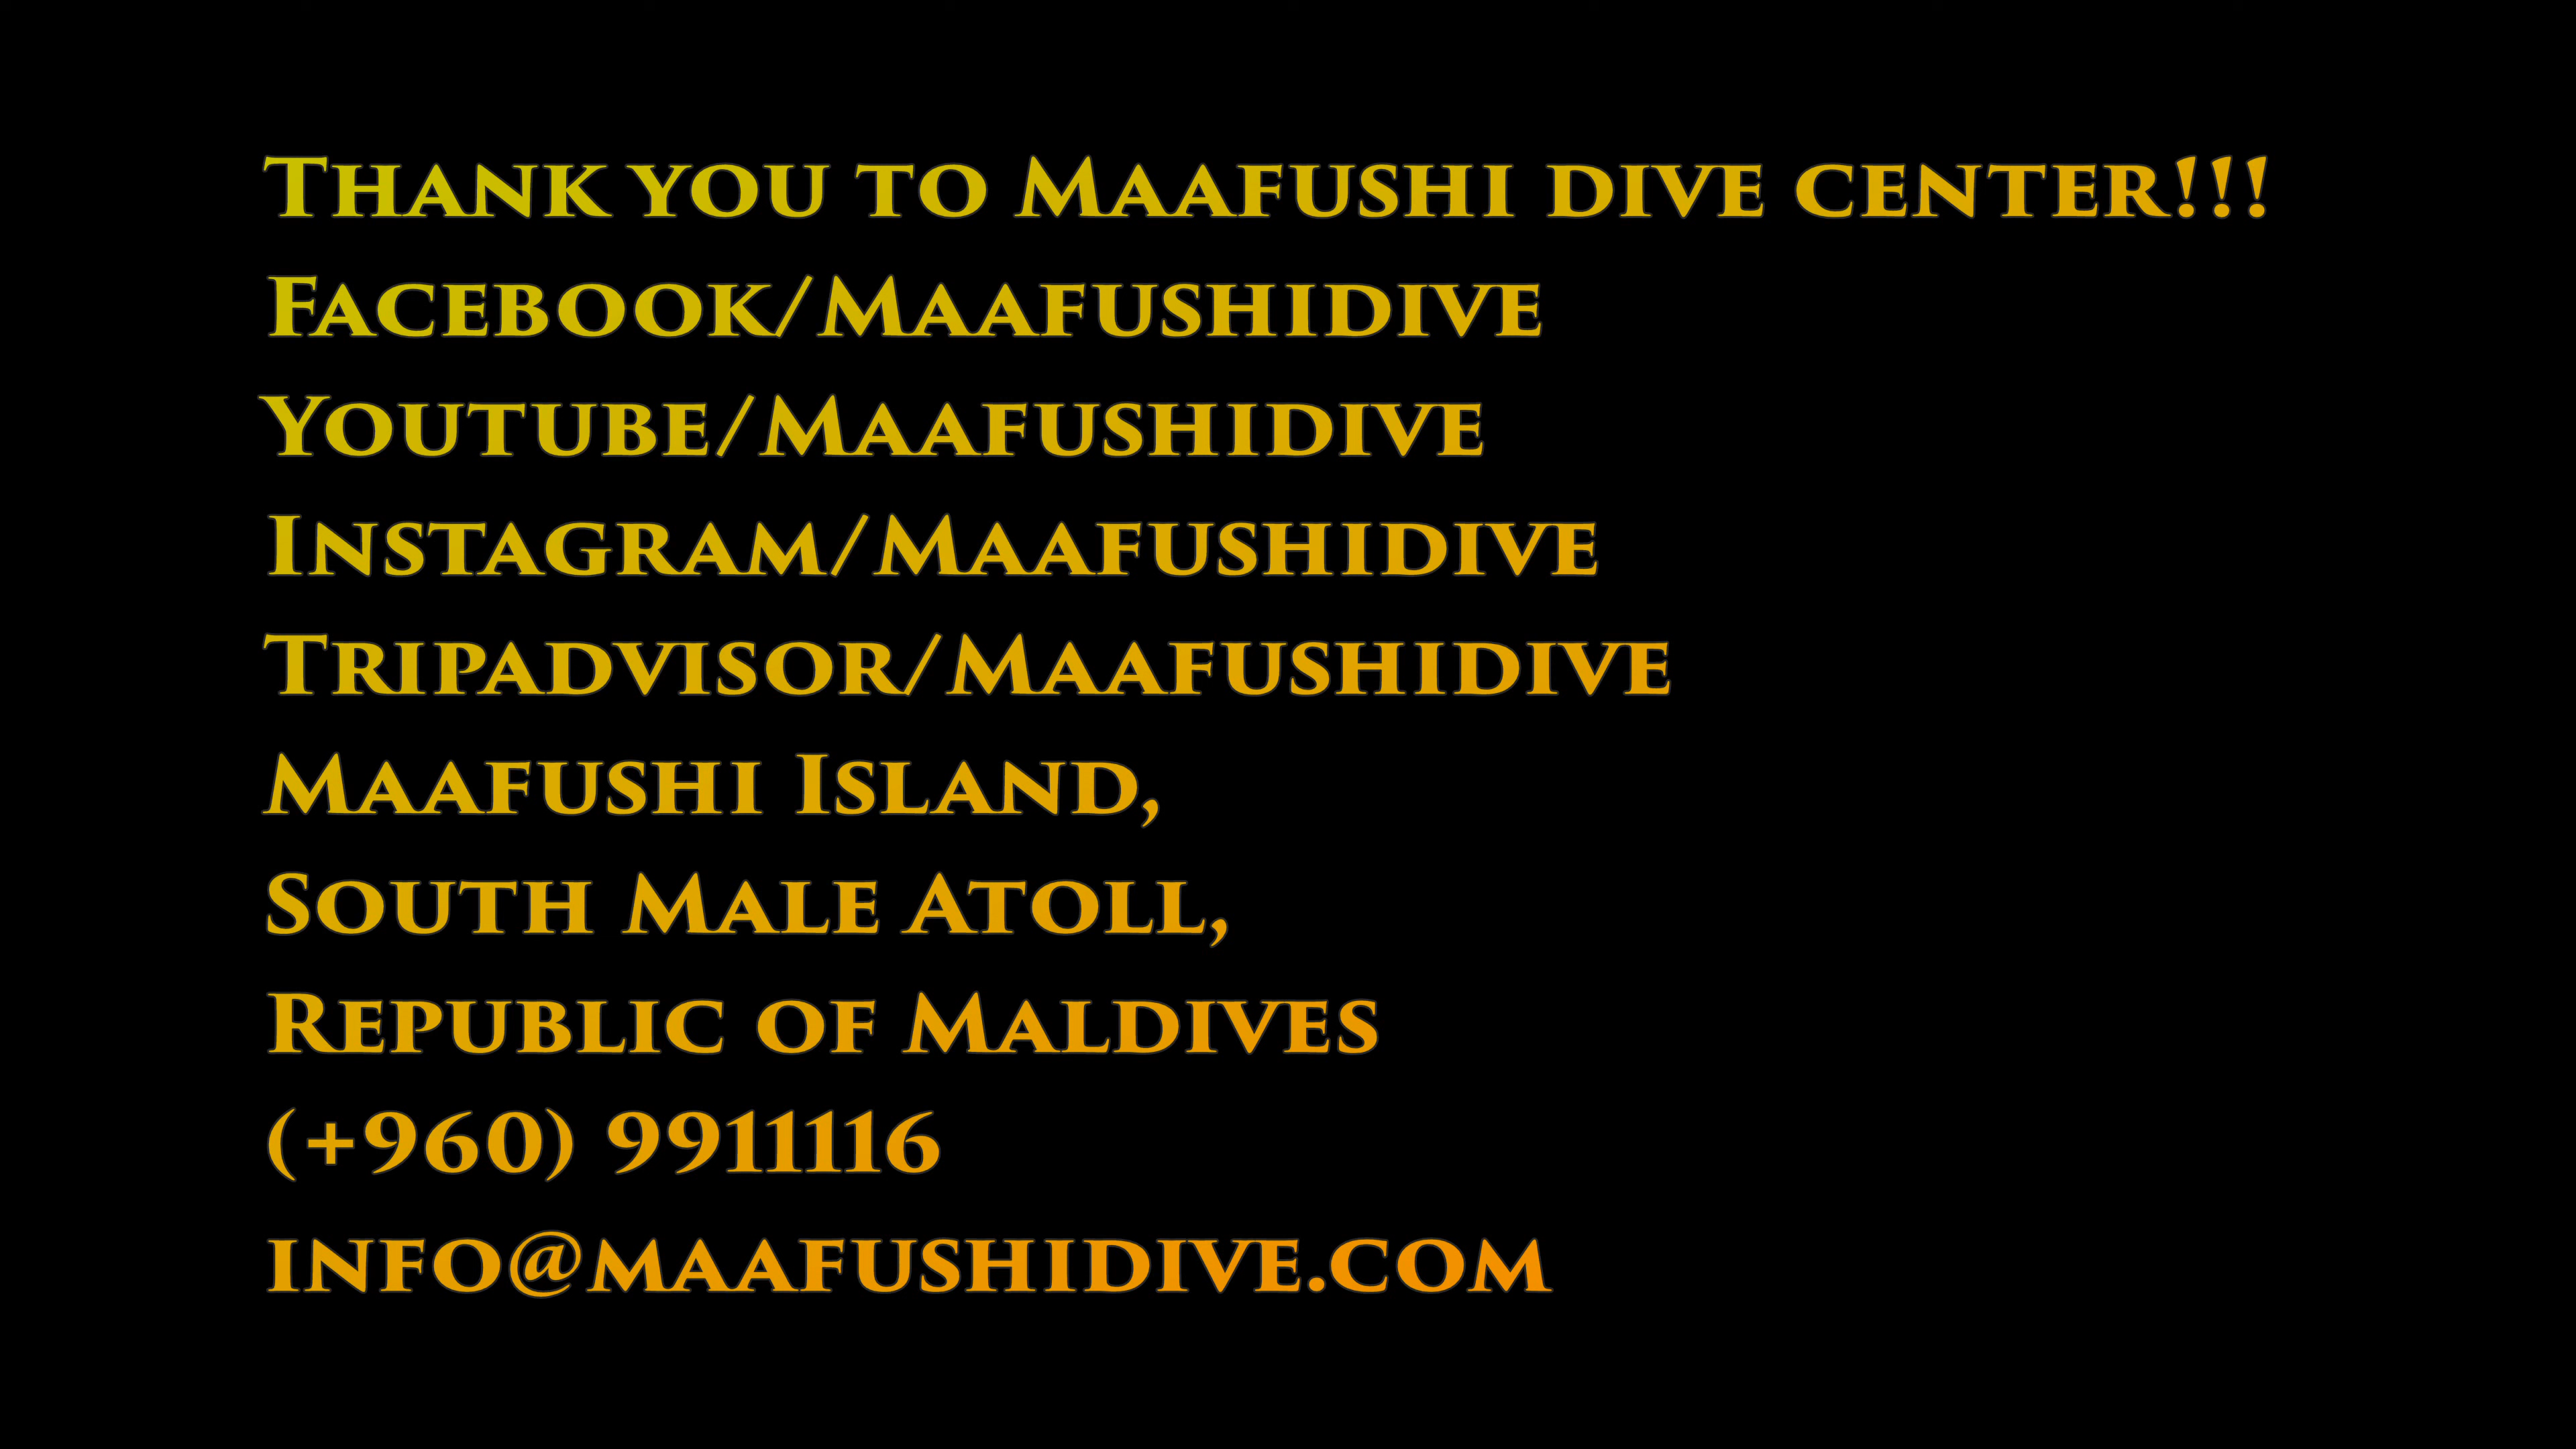 Thank you to Maafushi dive center!!!
Facebook/Maafushidive
Youtube/Maafushidive
Instagram/Maafushidive
Tripadvisor/Maafushidive
Maafushi Island,
South Male Atoll,
Republic of Maldives
(+960) 9911116
info@maafushidive.com